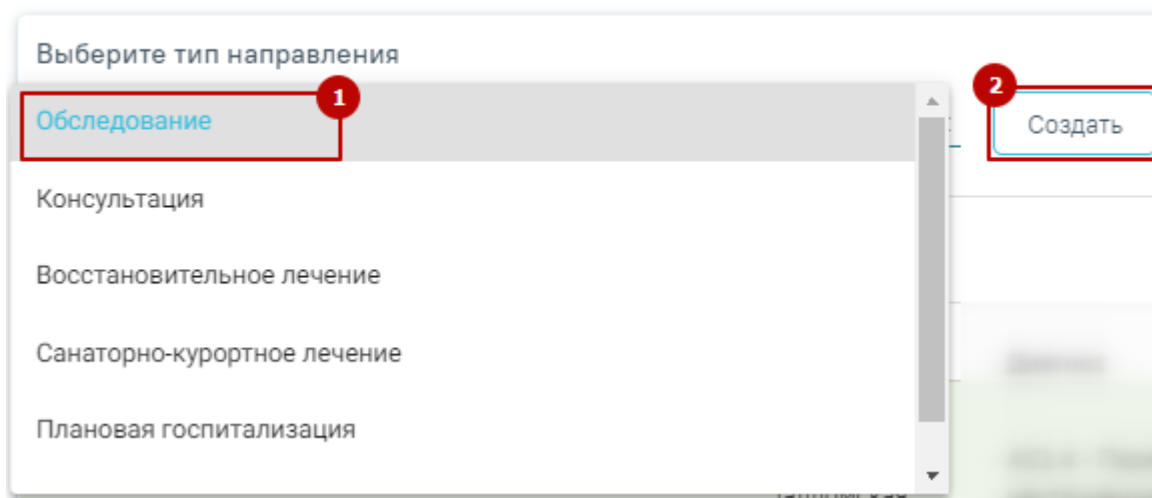 Выберите тип направления
1
Обследование
2
Создать
Консультация
Восстановительное лечение
Санаторно-курортное лечение
Плановая госпитализация